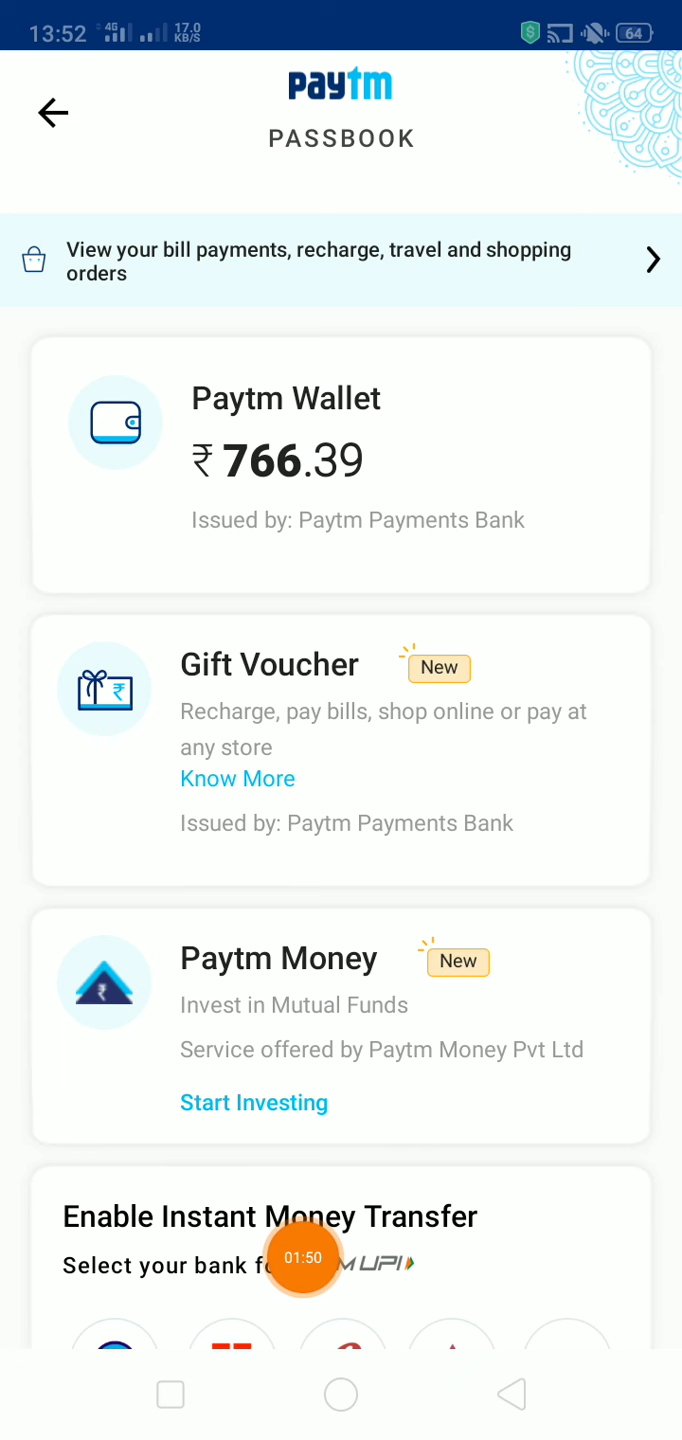 13:52 4G 17.0 KB/S 64
paytm
PASSBOOK
View your bill payments, recharge, travel and shopping
orders
Paytm Wallet
₹ 766.39
Issued by: Paytm Payments Bank
Gift Voucher New
Recharge, pay bills, shop online or pay at
any store
Know More
Issued by: Paytm Payments Bank
Paytm Money New
Invest in Mutual Funds
Service offered by Paytm Money Pvt Ltd
Start Investing
Enable Instant Money Transfer
Select your bank UPI
01:50